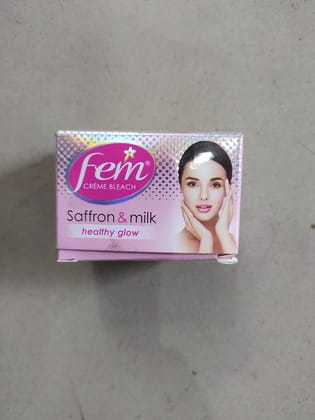 fem®
CRÈME BLEACH
Saffron & milk
healthy glow